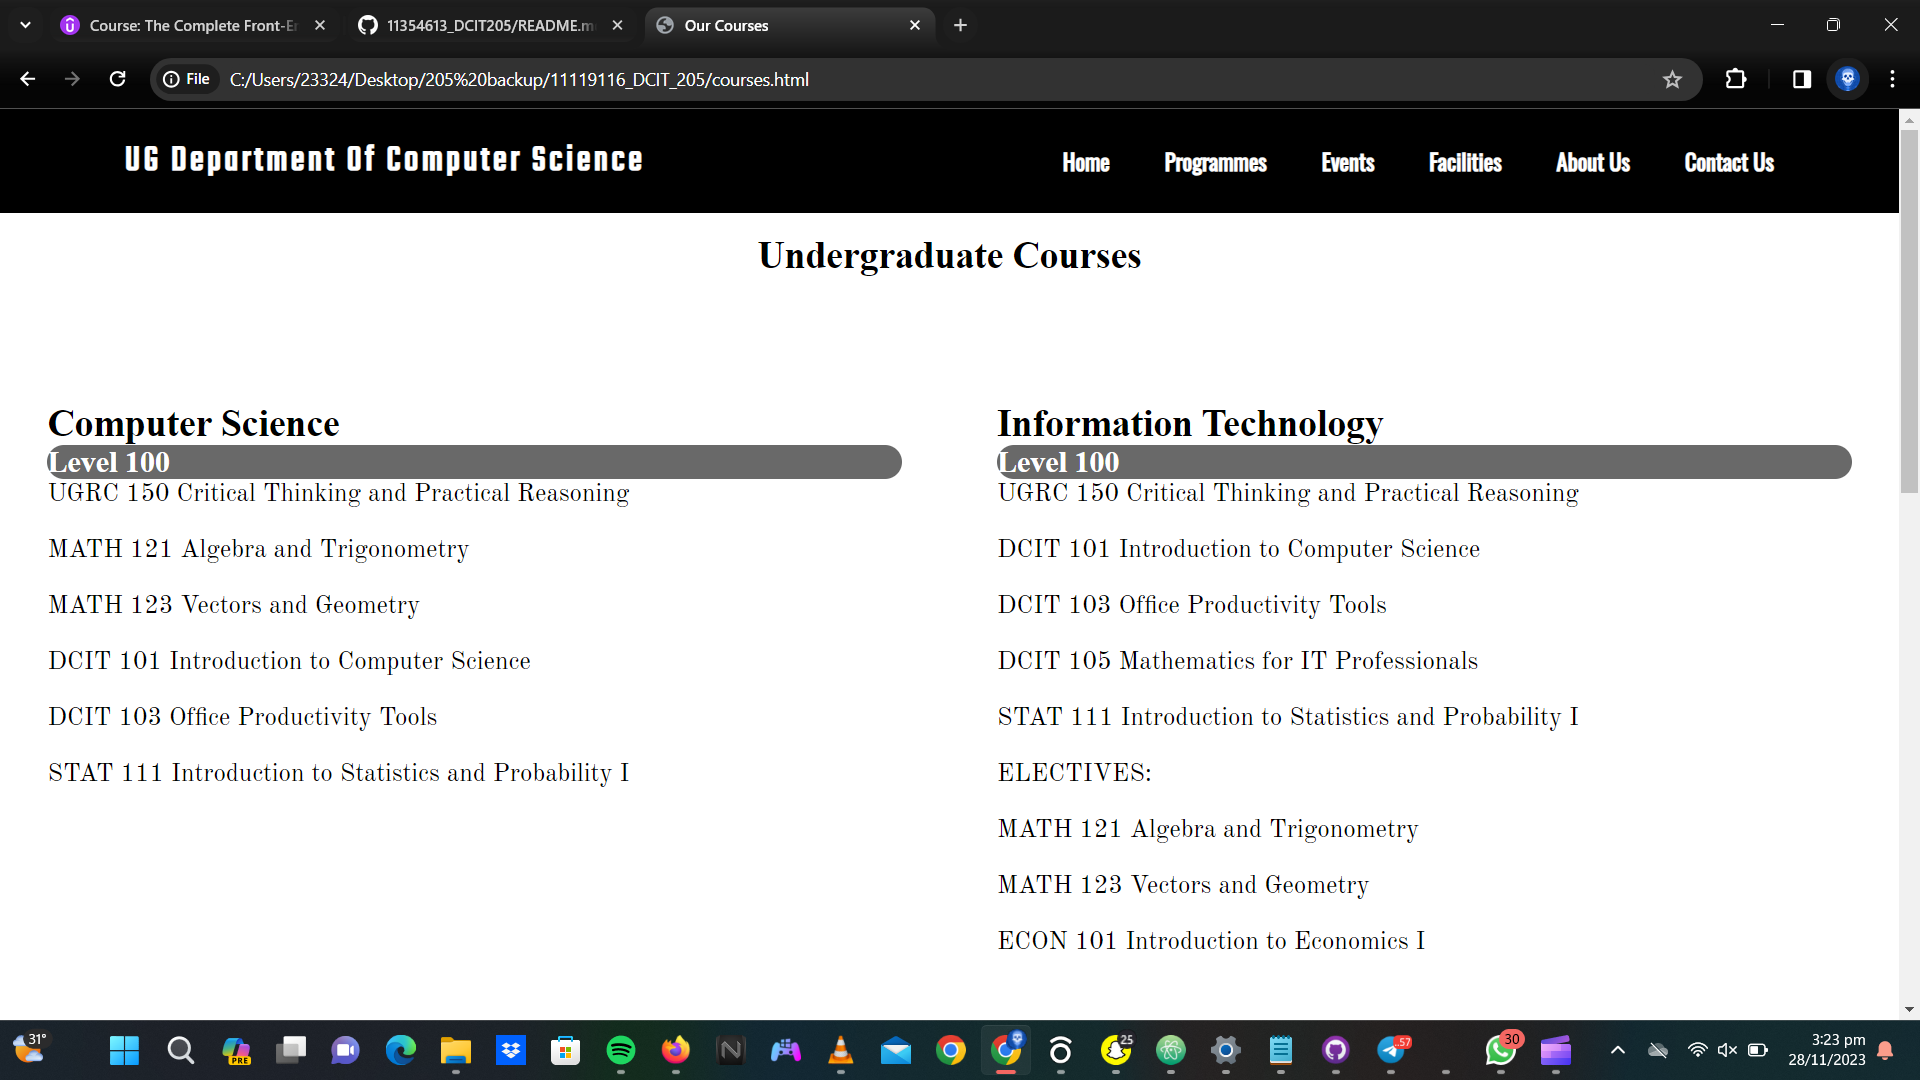 Course: The Complete Front-En
11354613_DCIT205/README.m
Our Courses
File
C:/Users/23324/Desktop/205%20backup/11119116_DCIT_205/courses.html
UG Department Of Computer Science
Home
Programmes
Events
Facilities
About Us
Contact Us
Undergraduate Courses
Computer Science
Level 100
UGRC 150 Critical Thinking and Practical Reasoning
MATH 121 Algebra and Trigonometry
MATH 123 Vectors and Geometry
DCIT 101 Introduction to Computer Science
DCIT 103 Office Productivity Tools
STAT 111 Introduction to Statistics and Probability I
Information Technology
Level 100
UGRC 150 Critical Thinking and Practical Reasoning
DCIT 101 Introduction to Computer Science
DCIT 103 Office Productivity Tools
DCIT 105 Mathematics for IT Professionals
STAT 111 Introduction to Statistics and Probability I
ELECTIVES:
MATH 121 Algebra and Trigonometry
MATH 123 Vectors and Geometry
ECON 101 Introduction to Economics I
31°
PRE
25
.57
30
3:23 pm
28/11/2023